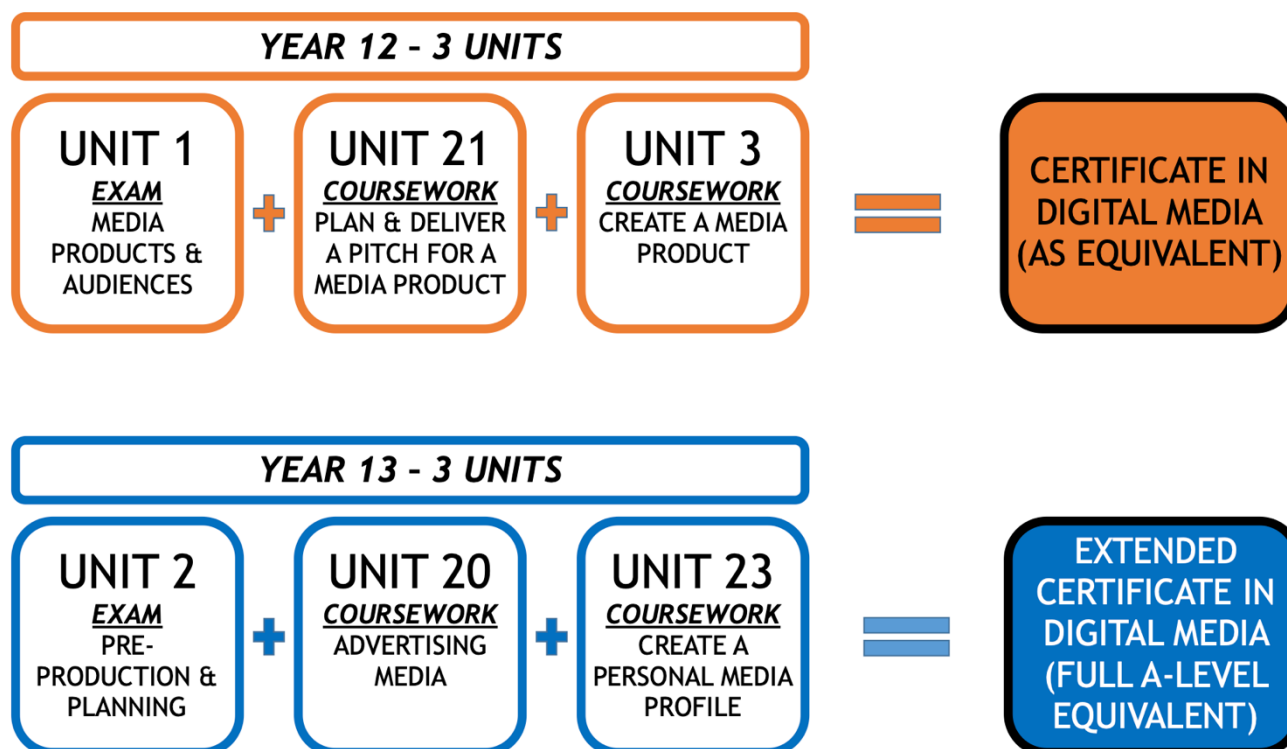 YEAR 12 – 3 UNITS
UNIT 1
EXAM
MEDIA
PRODUCTS &
AUDIENCES
+
UNIT 21
COURSEWORK
PLAN & DELIVER
A PITCH FOR A
MEDIA PRODUCT
+
UNIT 3
COURSEWORK
CREATE A MEDIA
PRODUCT
=
CERTIFICATE IN
DIGITAL MEDIA
(AS EQUIVALENT)
YEAR 13 – 3 UNITS
UNIT 2
EXAM
PRE-
PRODUCTION &
PLANNING
+
UNIT 20
COURSEWORK
ADVERTISING
MEDIA
+
UNIT 23
COURSEWORK
CREATE A
PERSONAL MEDIA
PROFILE
=
EXTENDED
CERTIFICATE IN
DIGITAL MEDIA
(FULL A-LEVEL
EQUIVALENT)